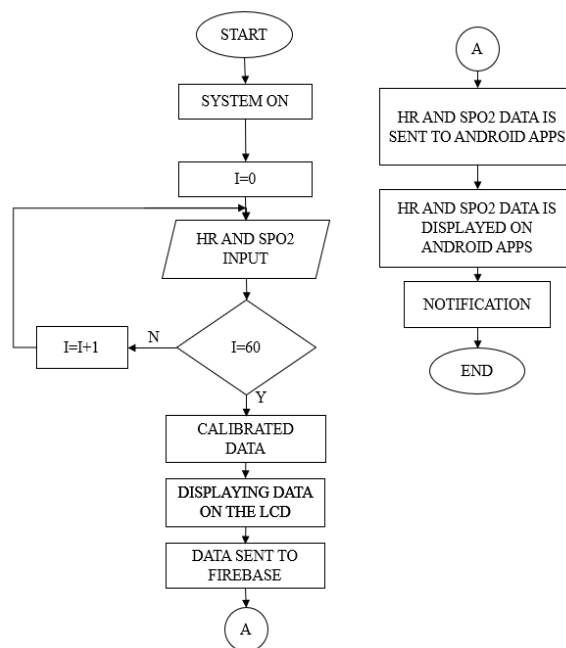 START
SYSTEM ON
I=0
HR AND SPO2
INPUT
I=60
N
I=I+1
Y
CALIBRATED
DATA
DISPLAYING DATA
ON THE LCD
DATA SENT TO
FIREBASE
A
A
HR AND SPO2 DATA IS
SENT TO ANDROID APPS
HR AND SPO2 DATA IS
DISPLAYED ON
ANDROID APPS
NOTIFICATION
END